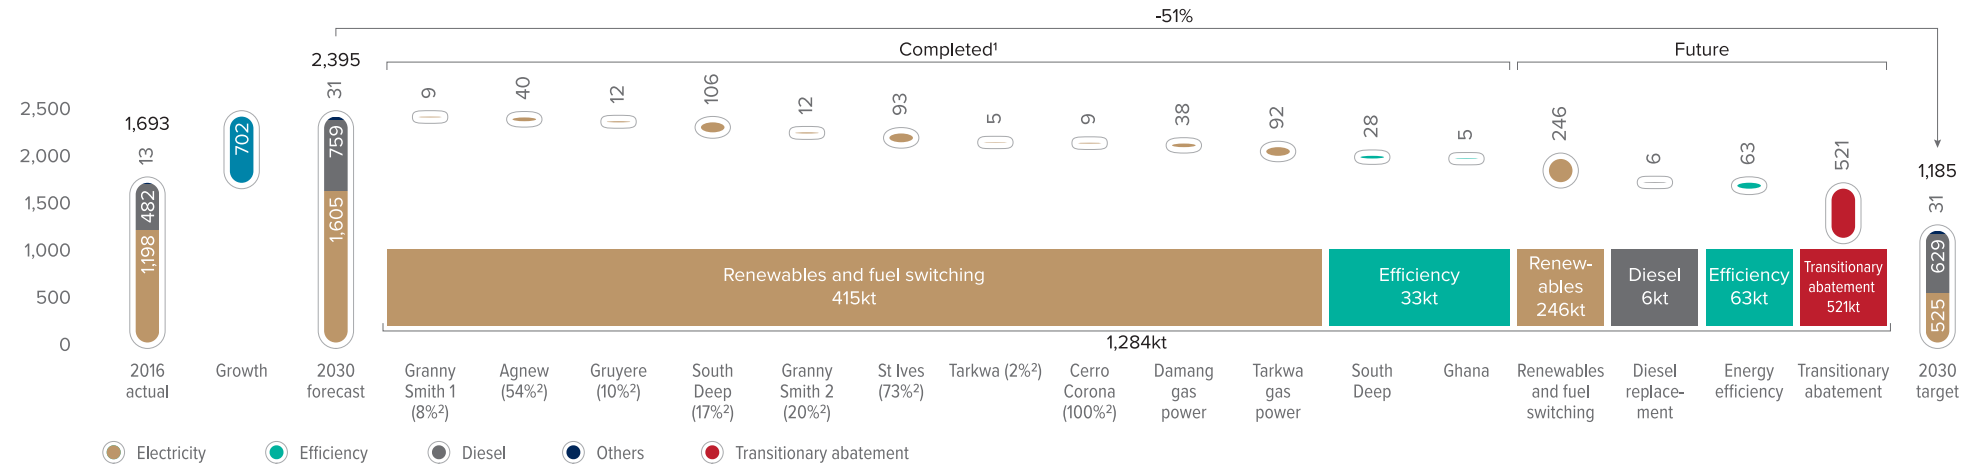 -51%
Completed¹
Future
2,395
31
9
40
12
106
12
93
5
9
38
92
28
5
246
6
63
521
2,500
2,000
1,500
1,000
500
0
1,693
13
482
1,198
702
759
1,605
1,185
31
629
525
Renewables and fuel switching
415kt
Efficiency
33kt
Renew-
ables
246kt
Diesel
6kt
Efficiency
63kt
Transitionary
abatement
521kt
1,284kt
2016
actual
Growth
2030
forecast
Granny
Smith 1
(8%²)
Agnew
(54%²)
Gruyere
(10%²)
South
Deep
(17%²)
Granny
Smith 2
(20%²)
St Ives
(73%²)
Tarkwa (2%²)
Cerro
Corona
(100%²)
Damang
gas
power
Tarkwa
gas
power
South
Deep
Ghana
Renewables
and fuel
switching
Diesel
replace-
ment
Energy
efficiency
Transitionary
abatement
2030
target
Electricity
Efficiency
Diesel
Others
Transitionary abatement